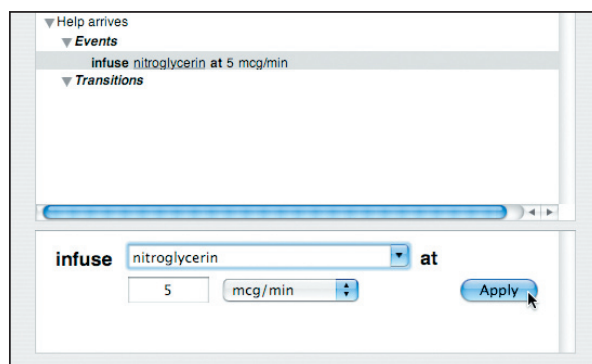 Help arrives
Events
infuse nitroglycerin at 5 mcg/min
Transitions
infuse nitroglycerin at
5 mcg/min Apply